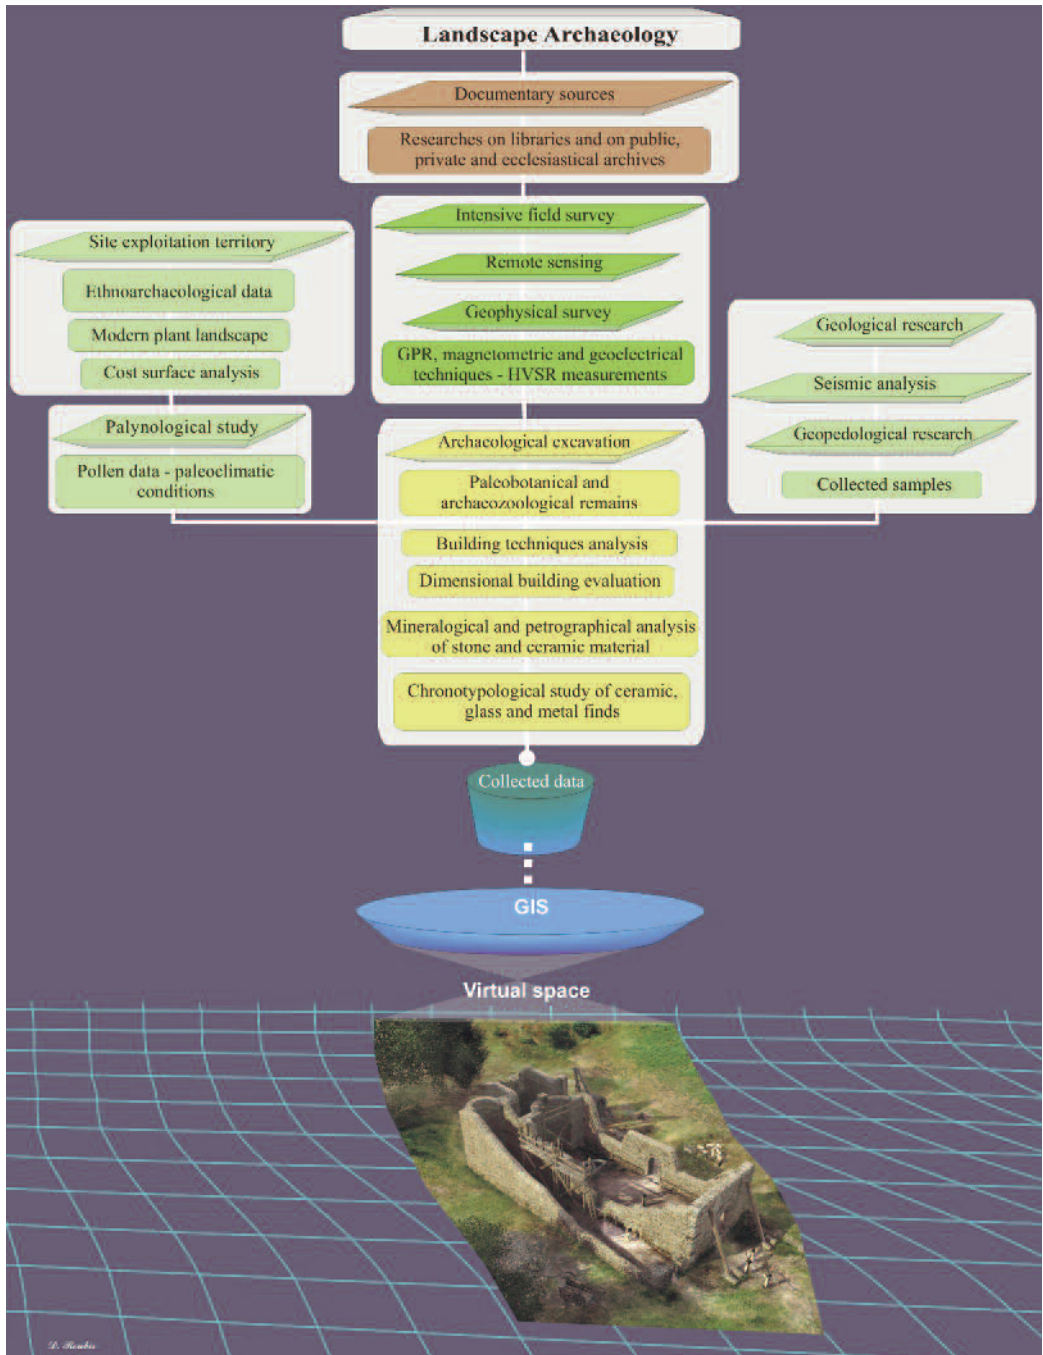 Landscape Archaeology
Documentary sources
Researches on libraries and on public,
private and ecclesiastical archives
Intensive field survey
Remote sensing
Geophysical survey
GPR, magnetometric and geoelectrical
techniques - HVSR measurements
Site exploitation territory
Ethnoarchaeological data
Modern plant landscape
Cost surface analysis
Palynological study
Pollen data - paleoclimatic
conditions
Geological research
Seismic analysis
Geopedological research
Collected samples
Archaeological excavation
Paleobotanical and
archaeozoological remains
Building techniques analysis
Dimensional building evaluation
Mineralogical and petrographical analysis
of stone and ceramic material
Chronotypological study of ceramic,
glass and metal finds
Collected data
GIS
Virtual space
D. Roubis